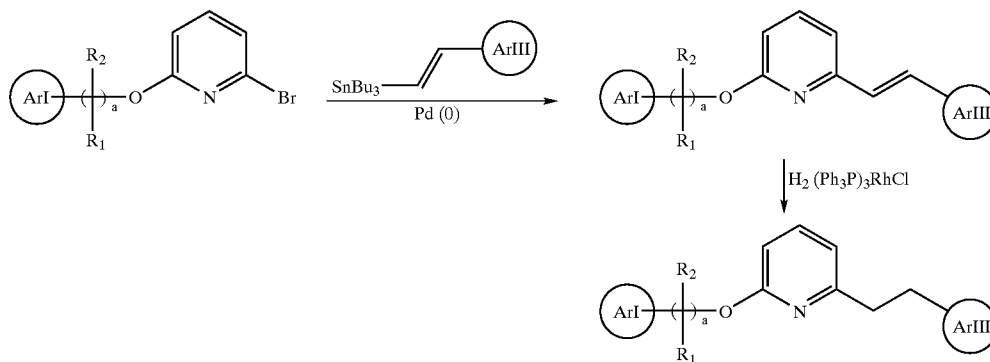 ArI ( )a R2 R1 O N Br
SnBu3 ArIII
Pd (0)
ArI ( )a R2 R1 O N ArIII
H2 (Ph3P)3RhCl
ArI ( )a R2 R1 O N ArIII